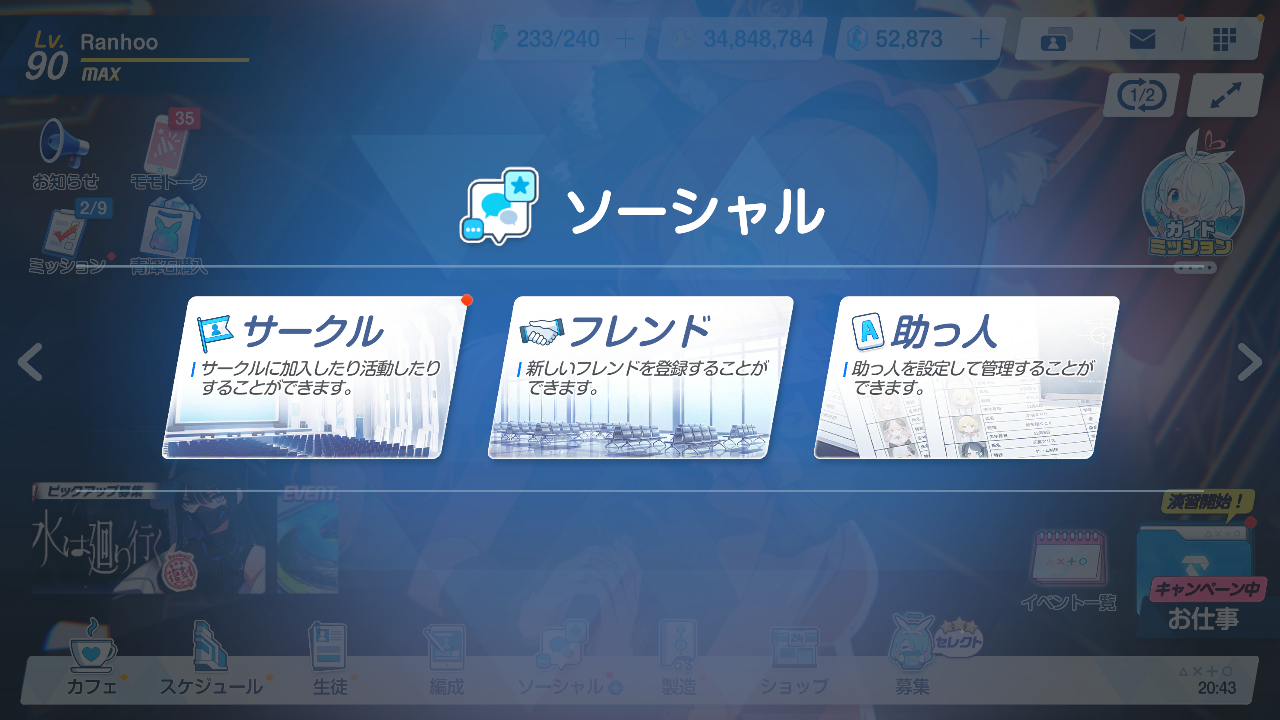 Lv. 90
Ranhoo
MAX
233/240
34,848,784
52,873
1/2
お知らせ
35
モモトーク
2/9
ミッション
青輝石購入
ガイド
ミッション
ソーシャル
サークル
サークルに加入したり活動したり
することができます。
フレンド
新しいフレンドを登録することが
できます。
助っ人
助っ人を設定して管理することが
できます。
ピックアップ募集
水は廻り行く
復刻
EVENT!
演習開始!
イベント一覧
キャンペーン中
お仕事
カフェ
スケジュール
生徒
編成
ソーシャル
製造
24
ショップ
募集
セレクト
20:43